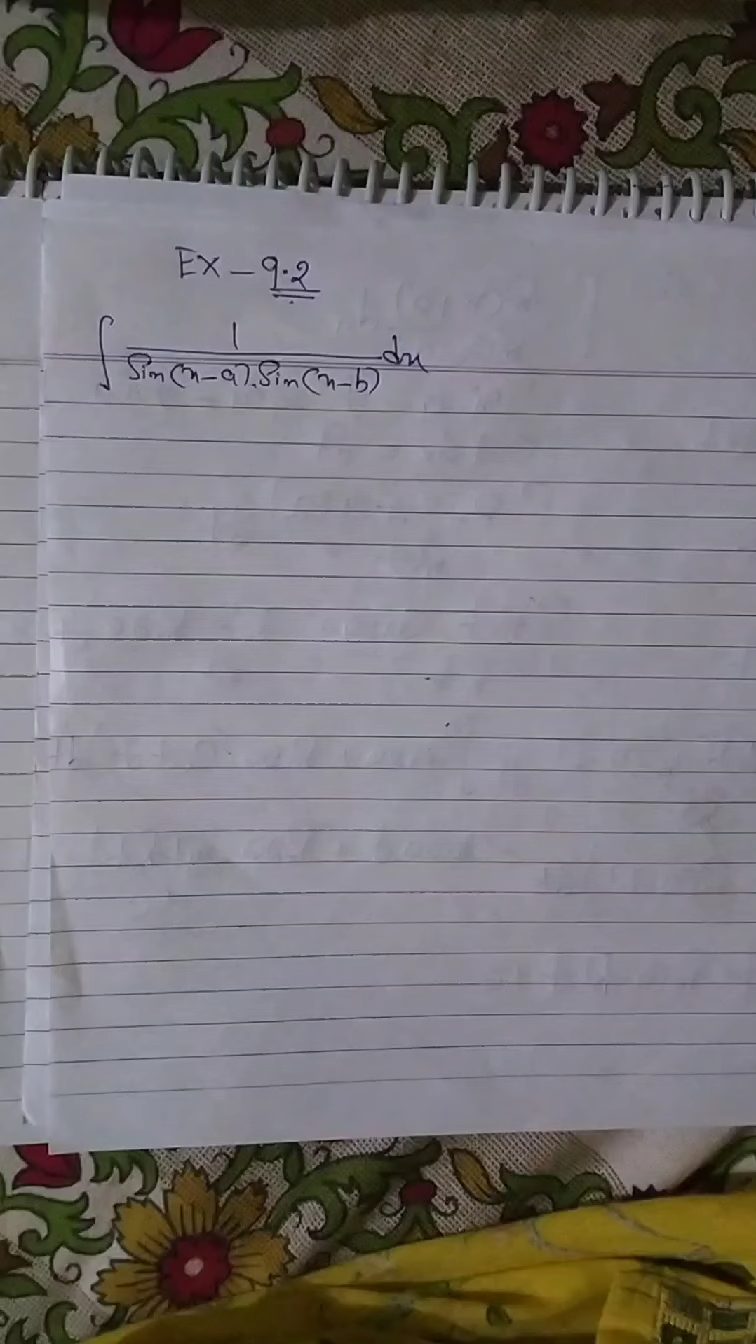 Ex - 9.2
∫ 1 / Sin(x-a).Sin(x-b) dx